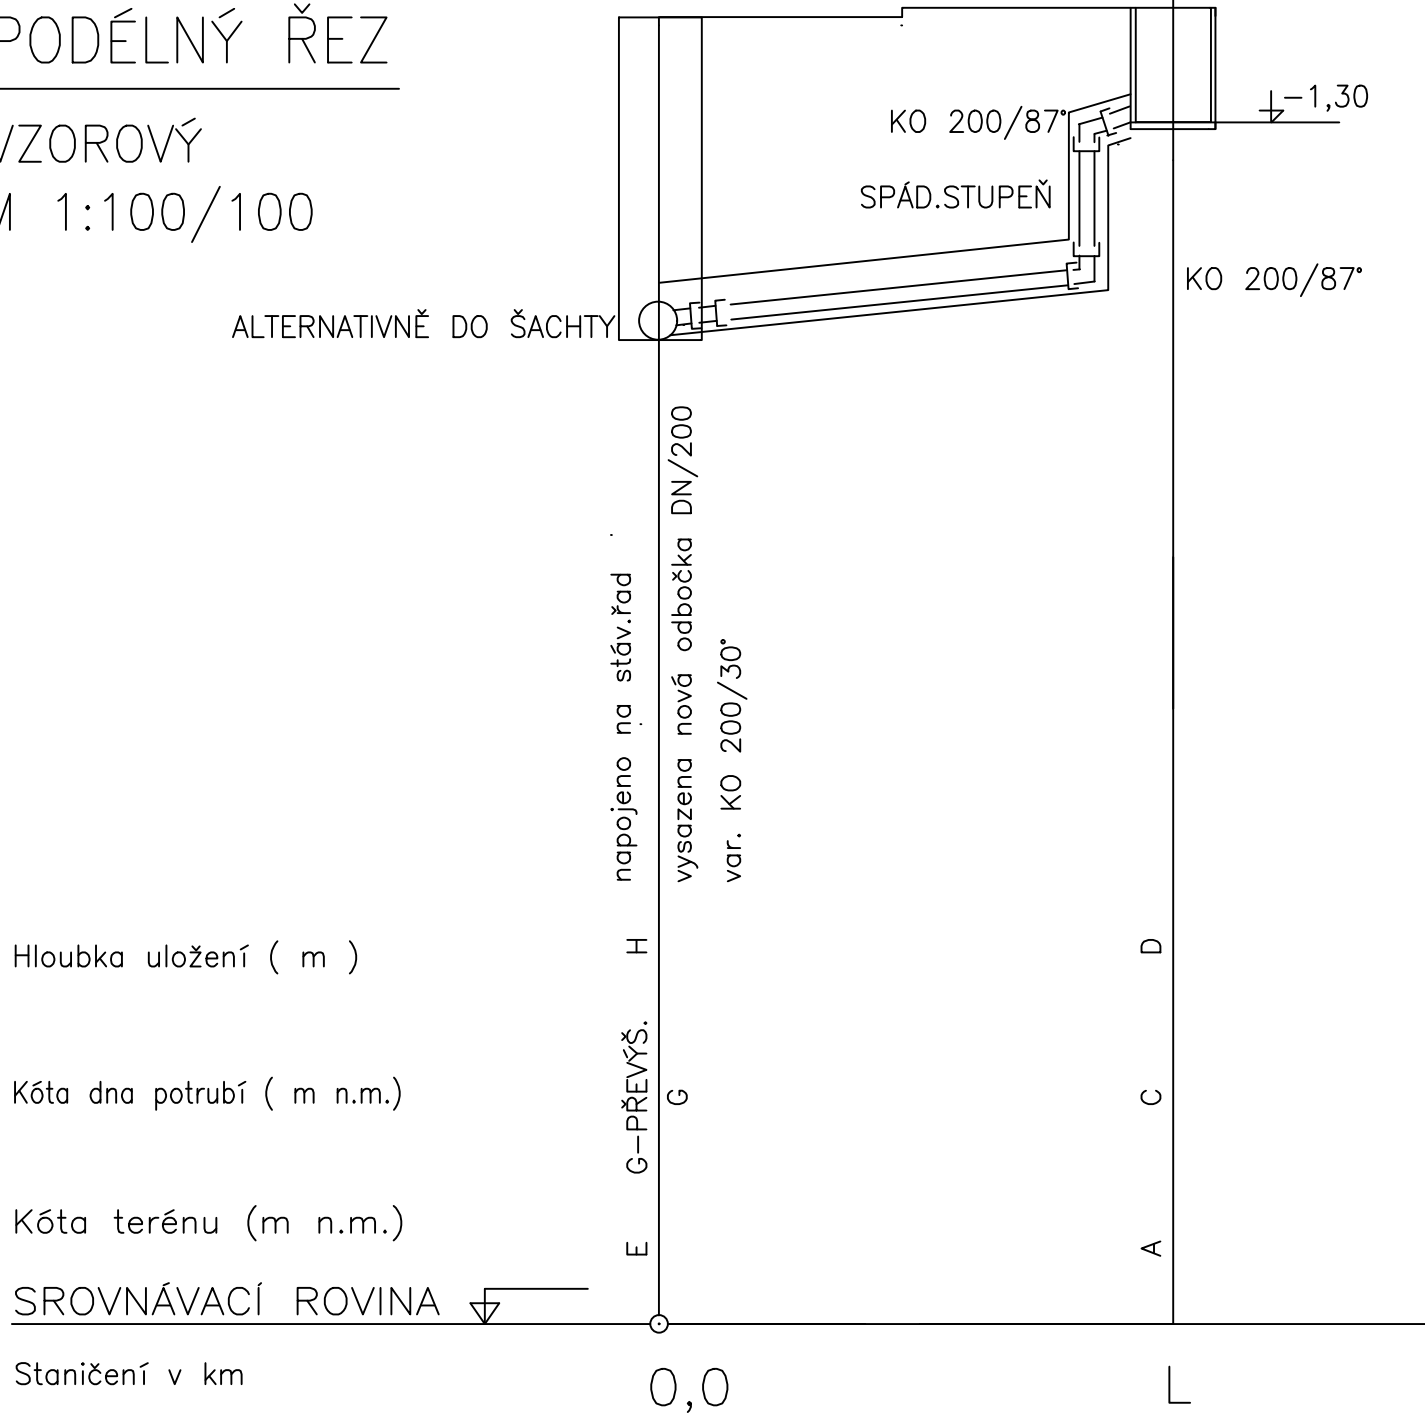 PODÉLNÝ ŘEZ
VZOROVÝ
M 1:100/100
KO 200/87°
-1,30
SPÁD.STUPEŇ
KO 200/87°
ALTERNATIVNĚ DO ŠACHTY
napojeno na stáv.řad
vysazena nová odbočka DN/200
var. KO 200/30°
Hloubka uložení ( m )
H
D
Kóta dna potrubí ( m n.m.)
G-PŘEVÝŠ.
G
C
Kóta terénu (m n.m.)
E
A
SROVNÁVACÍ ROVINA
Staničení v km
0,0
L